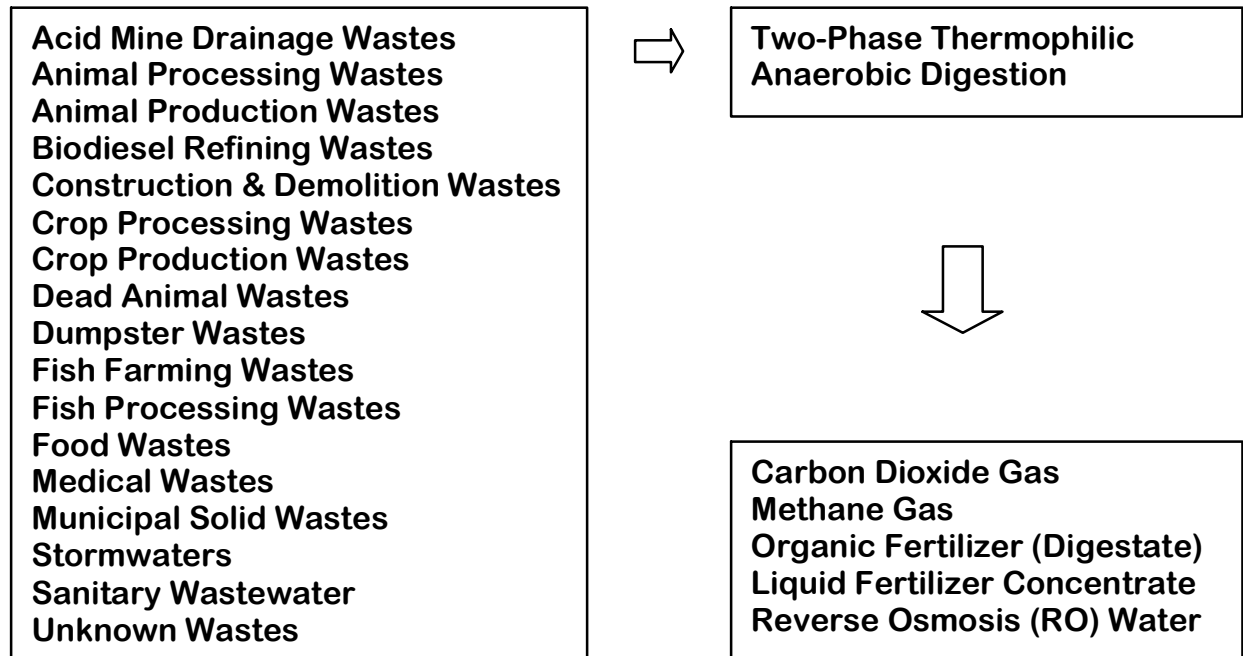 Acid Mine Drainage Wastes
Animal Processing Wastes
Animal Production Wastes
Biodiesel Refining Wastes
Construction & Demolition Wastes
Crop Processing Wastes
Crop Production Wastes
Dead Animal Wastes
Dumpster Wastes
Fish Farming Wastes
Fish Processing Wastes
Food Wastes
Medical Wastes
Municipal Solid Wastes
Stormwaters
Sanitary Wastewater
Unknown Wastes
Two-Phase Thermophilic
Anaerobic Digestion
Carbon Dioxide Gas
Methane Gas
Organic Fertilizer (Digestate)
Liquid Fertilizer Concentrate
Reverse Osmosis (RO) Water